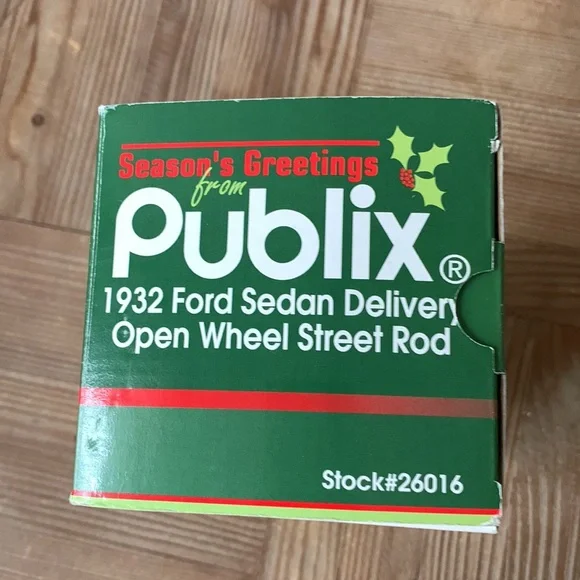 Season's Greetings
from
Publix®
1932 Ford Sedan Delivery
Open Wheel Street Rod
Stock#26016